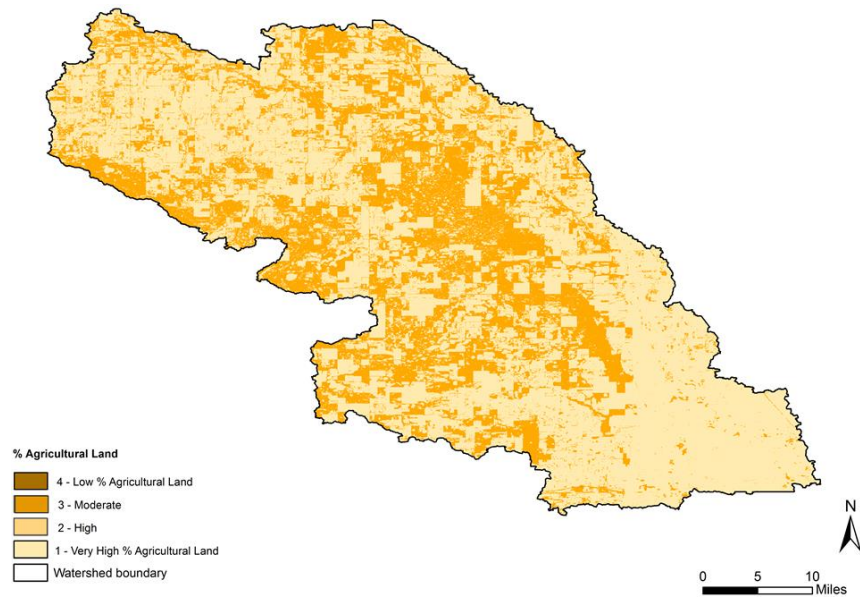 % Agricultural Land
4 - Low % Agricultural Land
3 - Moderate
2 - High
1 - Very High % Agricultural Land
Watershed boundary
N
0 5 10
Miles